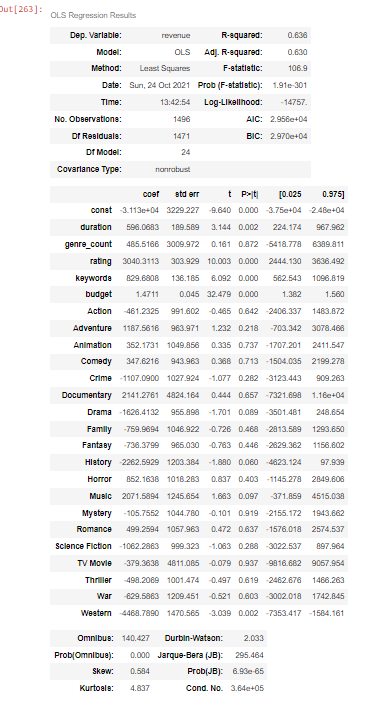 Out[263]:
OLS Regression Results
Dep. Variable: revenue R-squared: 0.636
Model: OLS Adj. R-squared: 0.630
Method: Least Squares F-statistic: 106.9
Date: Sun, 24 Oct 2021 Prob (F-statistic): 1.91e-301
Time: 13:42:54 Log-Likelihood: -14757.
No. Observations: 1496 AIC: 2.956e+04
Df Residuals: 1471 BIC: 2.970e+04
Df Model: 24
Covariance Type: nonrobust
coef std err t P>|t| [0.025 0.975]
const -3.113e+04 3229.227 -9.640 0.000 -3.75e+04 -2.48e+04
duration 596.0683 189.589 3.144 0.002 224.174 967.962
genre_count 485.5166 3009.972 0.161 0.872 -5418.778 6389.811
rating 3040.3113 303.929 10.003 0.000 2444.130 3636.492
keywords 829.6808 136.185 6.092 0.000 562.543 1096.819
budget 1.4711 0.045 32.479 0.000 1.382 1.560
Action -461.2325 991.602 -0.465 0.642 -2406.337 1483.872
Adventure 1187.5616 963.971 1.232 0.218 -703.342 3078.466
Animation 352.1731 1049.856 0.335 0.737 -1707.201 2411.547
Comedy 347.6216 943.963 0.368 0.713 -1504.035 2199.278
Crime -1107.0900 1027.924 -1.077 0.282 -3123.443 909.263
Documentary 2141.2761 4824.164 0.444 0.657 -7321.698 1.16e+04
Drama -1626.4132 955.898 -1.701 0.089 -3501.481 248.654
Family -759.9694 1046.922 -0.726 0.468 -2813.589 1293.650
Fantasy -736.3799 965.030 -0.763 0.446 -2629.362 1156.602
History -2262.5929 1203.384 -1.880 0.060 -4623.124 97.939
Horror 852.1638 1018.283 0.837 0.403 -1145.278 2849.606
Music 2071.5894 1245.654 1.663 0.097 -371.859 4515.038
Mystery -105.7552 1044.780 -0.101 0.919 -2155.172 1943.662
Romance 499.2594 1057.963 0.472 0.637 -1576.018 2574.537
Science Fiction -1062.2863 999.323 -1.063 0.288 -3022.537 897.964
TV Movie -379.3638 4811.085 -0.079 0.937 -9816.682 9057.954
Thriller -498.2069 1001.474 -0.497 0.619 -2462.676 1466.263
War -629.5863 1209.451 -0.521 0.603 -3002.018 1742.845
Western -4468.7890 1470.565 -3.039 0.002 -7353.417 -1584.161
Omnibus: 140.427 Durbin-Watson: 2.033
Prob(Omnibus): 0.000 Jarque-Bera (JB): 295.464
Skew: 0.584 Prob(JB): 6.93e-65
Kurtosis: 4.837 Cond. No. 3.64e+05